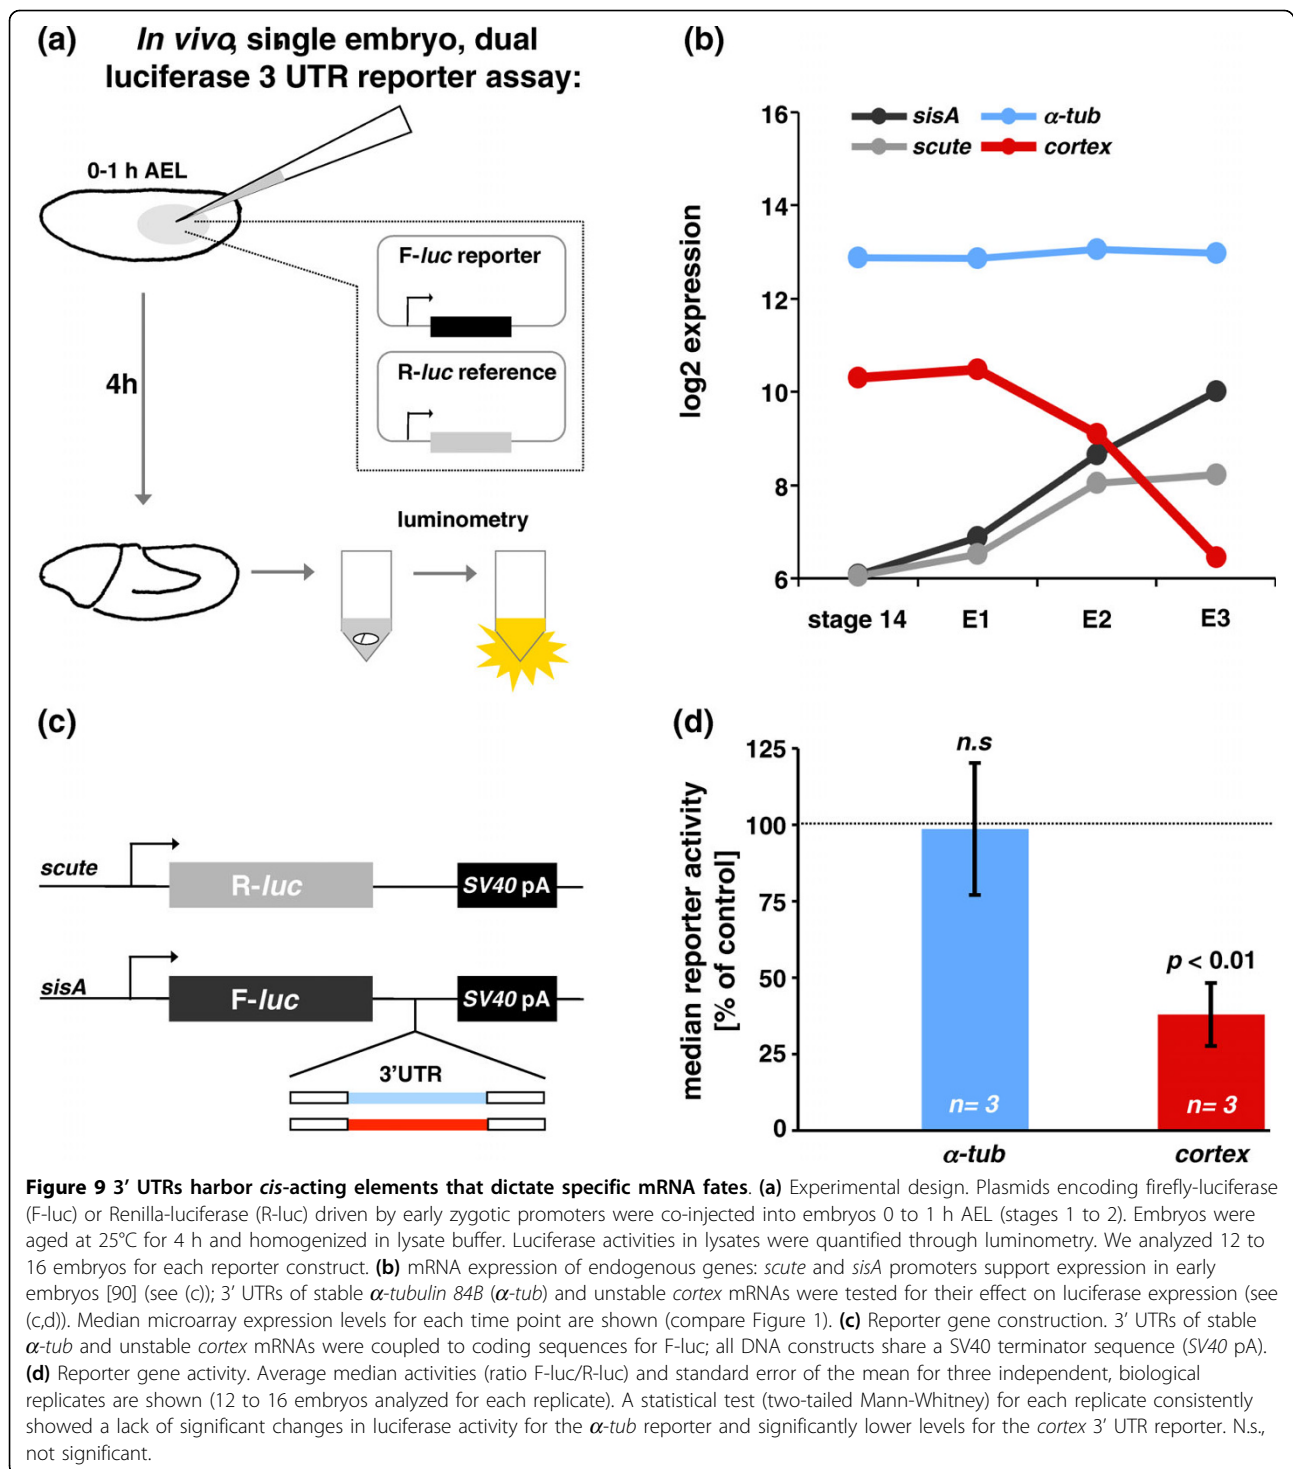 (a) In vivo, single embryo, dual
luciferase 3 UTR reporter assay:
0-1 h AEL
F-luc reporter
R-luc reference
4h
luminometry
(b)
16
14
12
10
8
6
log2 expression
sisA
α-tub
scute
cortex
stage 14
E1
E2
E3
(c)
scute
R-luc
SV40 pA
sisA
F-luc
SV40 pA
3'UTR
(d)
125
100
75
50
25
0
median reporter activity
[% of control]
n.s
p < 0.01
n= 3
n= 3
α-tub
cortex
Figure 9 3' UTRs harbor cis-acting elements that dictate specific mRNA fates. (a) Experimental design. Plasmids encoding firefly-luciferase
(F-luc) or Renilla-luciferase (R-luc) driven by early zygotic promoters were co-injected into embryos 0 to 1 h AEL (stages 1 to 2). Embryos were
aged at 25°C for 4 h and homogenized in lysate buffer. Luciferase activities in lysates were quantified through luminometry. We analyzed 12 to
16 embryos for each reporter construct. (b) mRNA expression of endogenous genes: scute and sisA promoters support expression in early
embryos [90] (see (c)); 3' UTRs of stable α-tubulin 84B (α-tub) and unstable cortex mRNAs were tested for their effect on luciferase expression (see
(c,d)). Median microarray expression levels for each time point are shown (compare Figure 1). (c) Reporter gene construction. 3' UTRs of stable
α-tub and unstable cortex mRNAs were coupled to coding sequences for F-luc; all DNA constructs share a SV40 terminator sequence (SV40 pA).
(d) Reporter gene activity. Average median activities (ratio F-luc/R-luc) and standard error of the mean for three independent, biological
replicates are shown (12 to 16 embryos analyzed for each replicate). A statistical test (two-tailed Mann-Whitney) for each replicate consistently
showed a lack of significant changes in luciferase activity for the α-tub reporter and significantly lower levels for the cortex 3' UTR reporter. N.s.,
not significant.